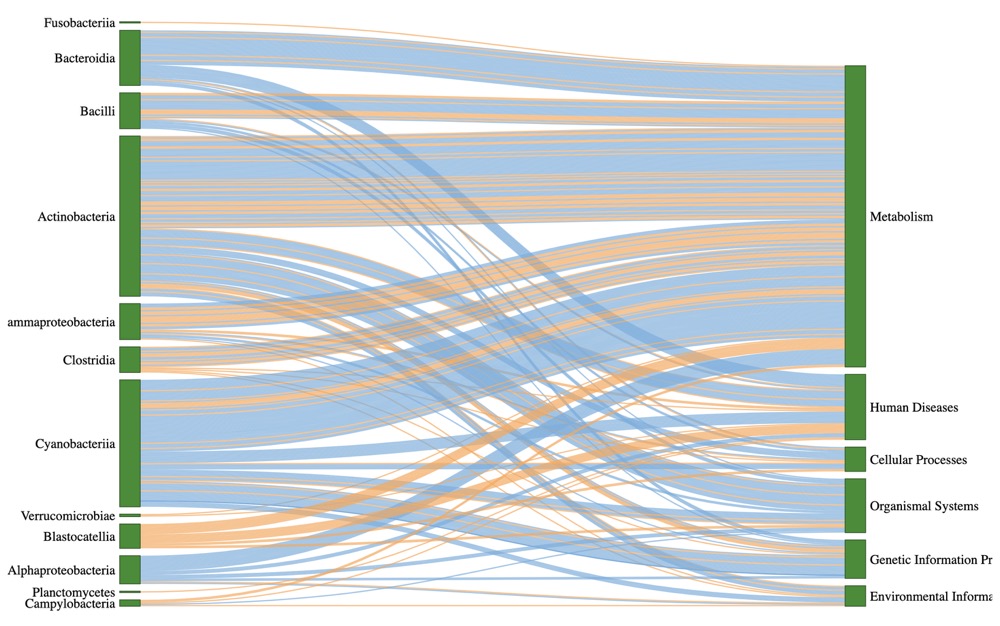 Fusobacteriia
Bacteroidia
Bacilli
Actinobacteria
ammaproteobacteria
Clostridia
Cyanobacteriia
Verrucomicrobiae
Blastocatellia
Alphaproteobacteria
Planctomycetes
Campylobacteria
Metabolism
Human Diseases
Cellular Processes
Organismal Systems
Genetic Information Pr
Environmental Informa